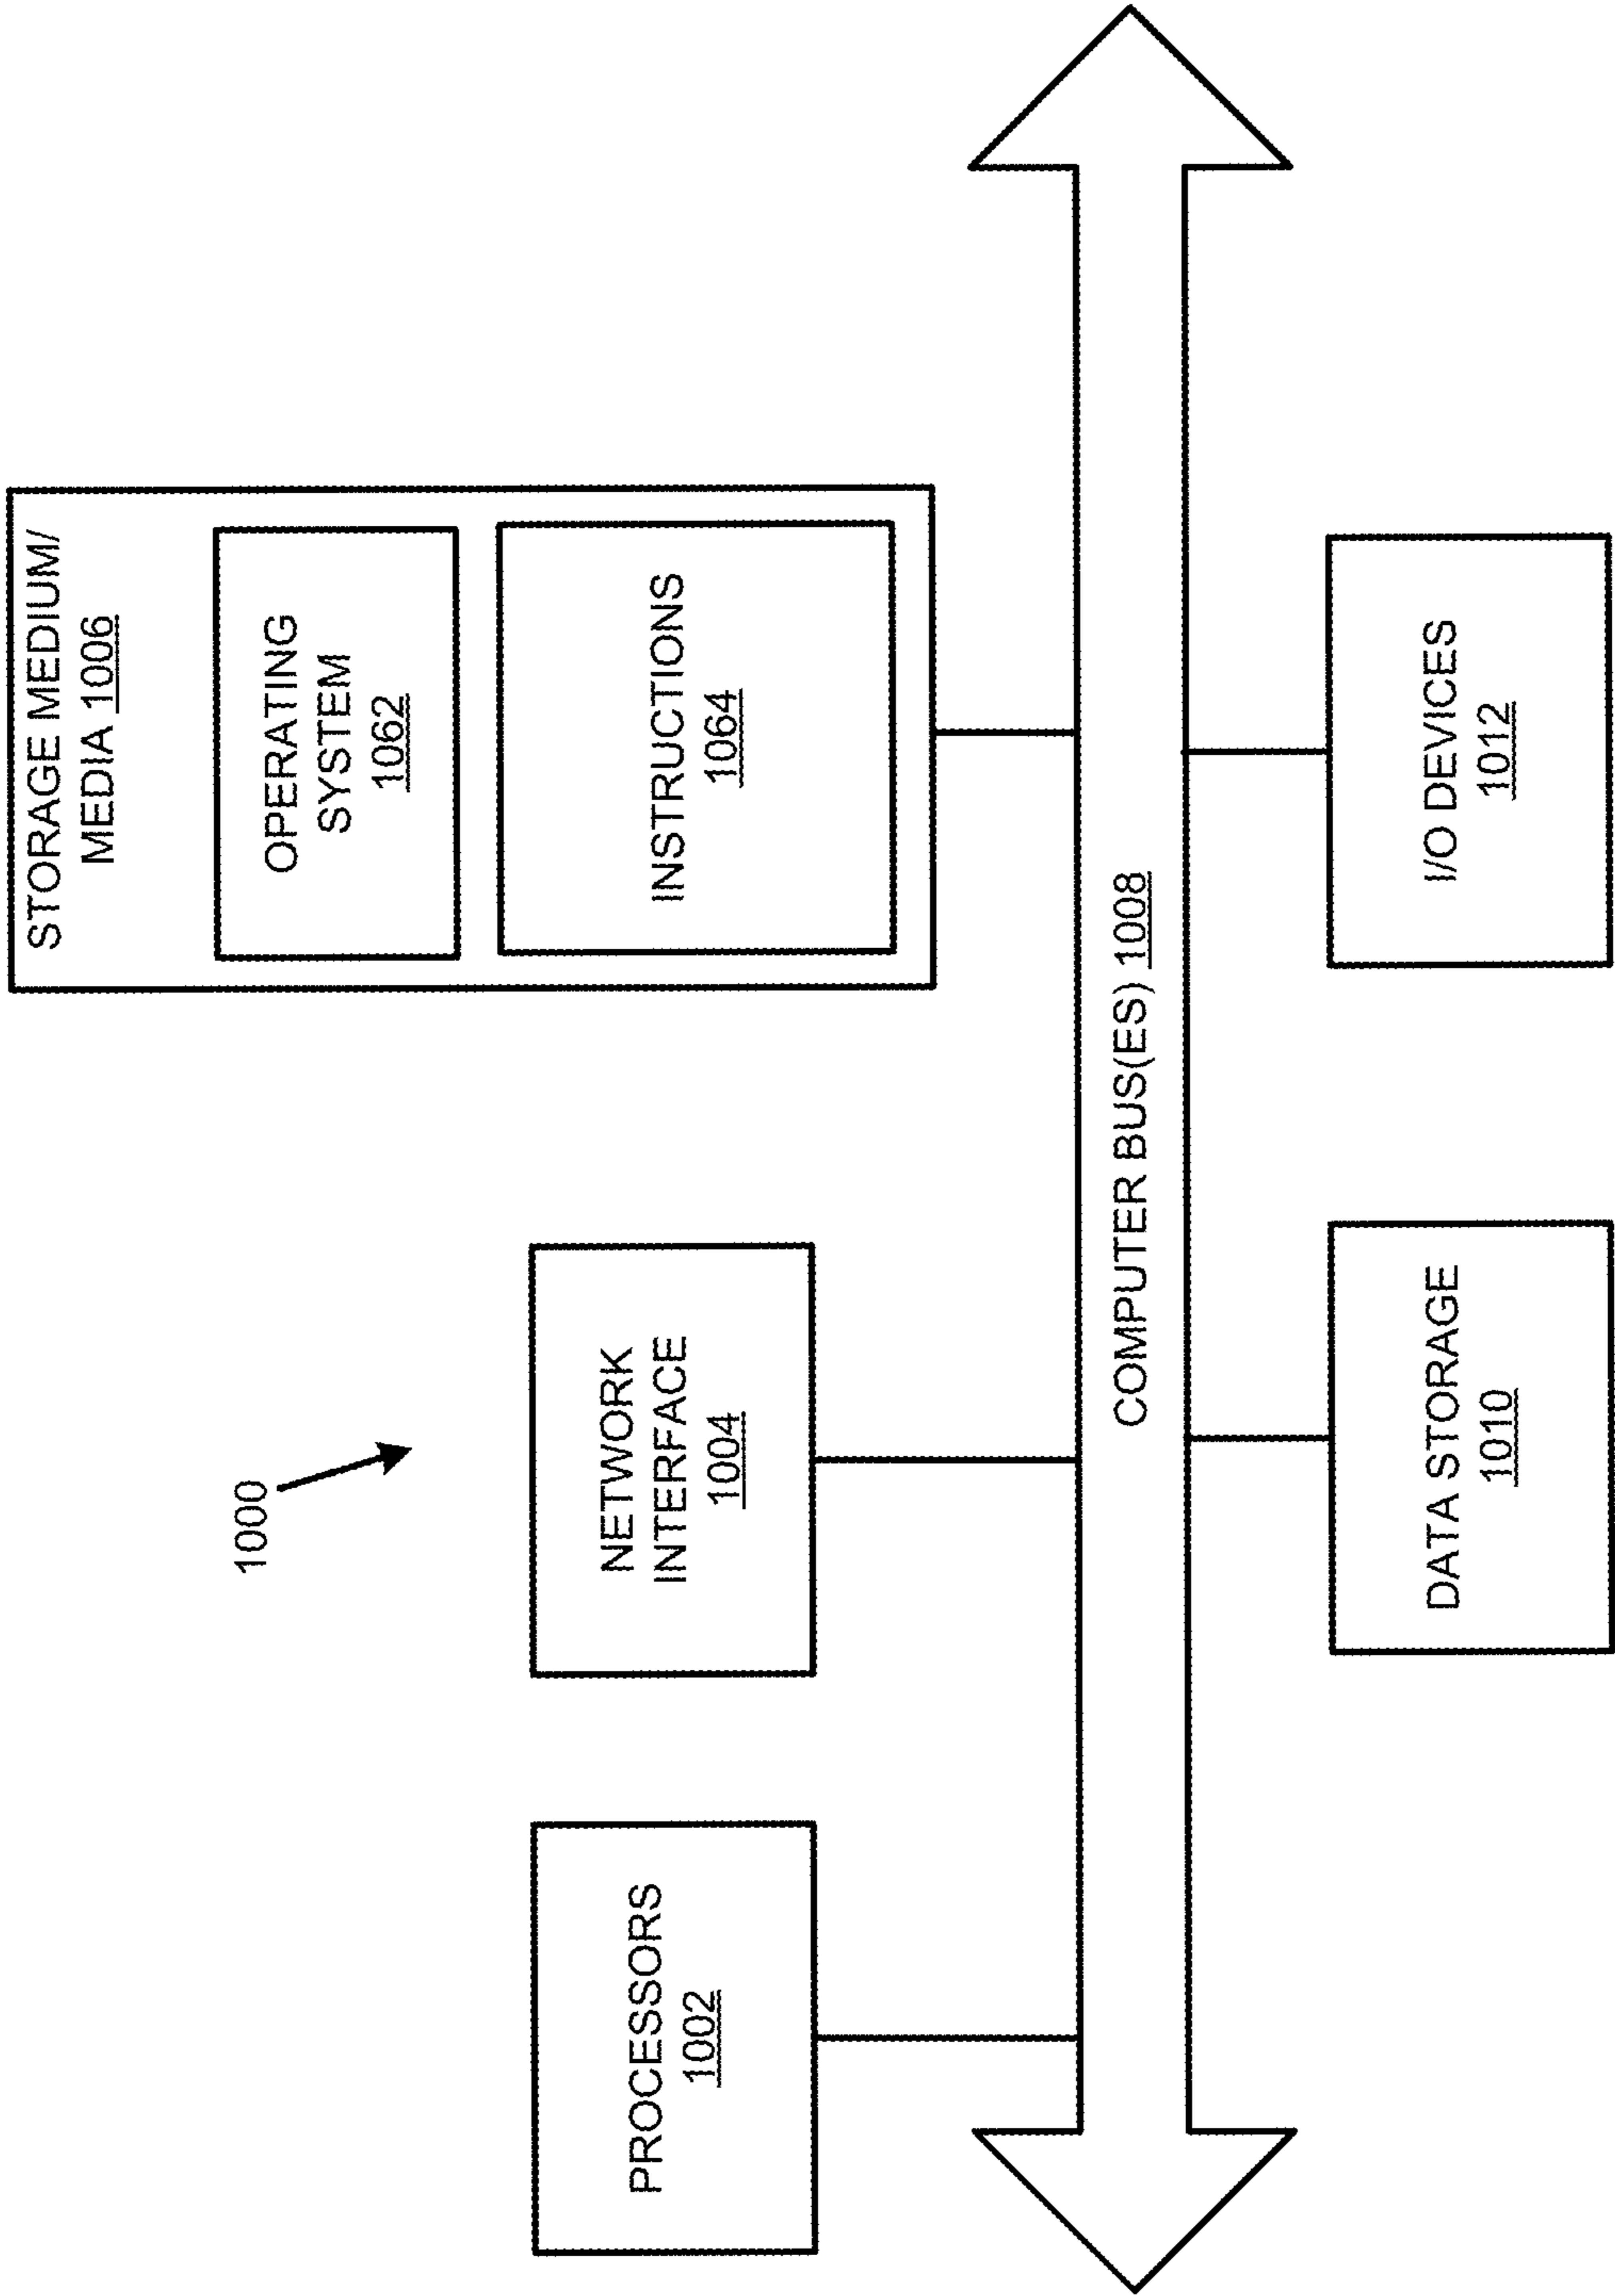 1000
STORAGE MEDIUM/
MEDIA 1006
OPERATING
SYSTEM
1062
INSTRUCTIONS
1064
PROCESSORS
1002
NETWORK
INTERFACE
1004
COMPUTER BUS(ES) 1008
DATA STORAGE
1010
I/O DEVICES
1012